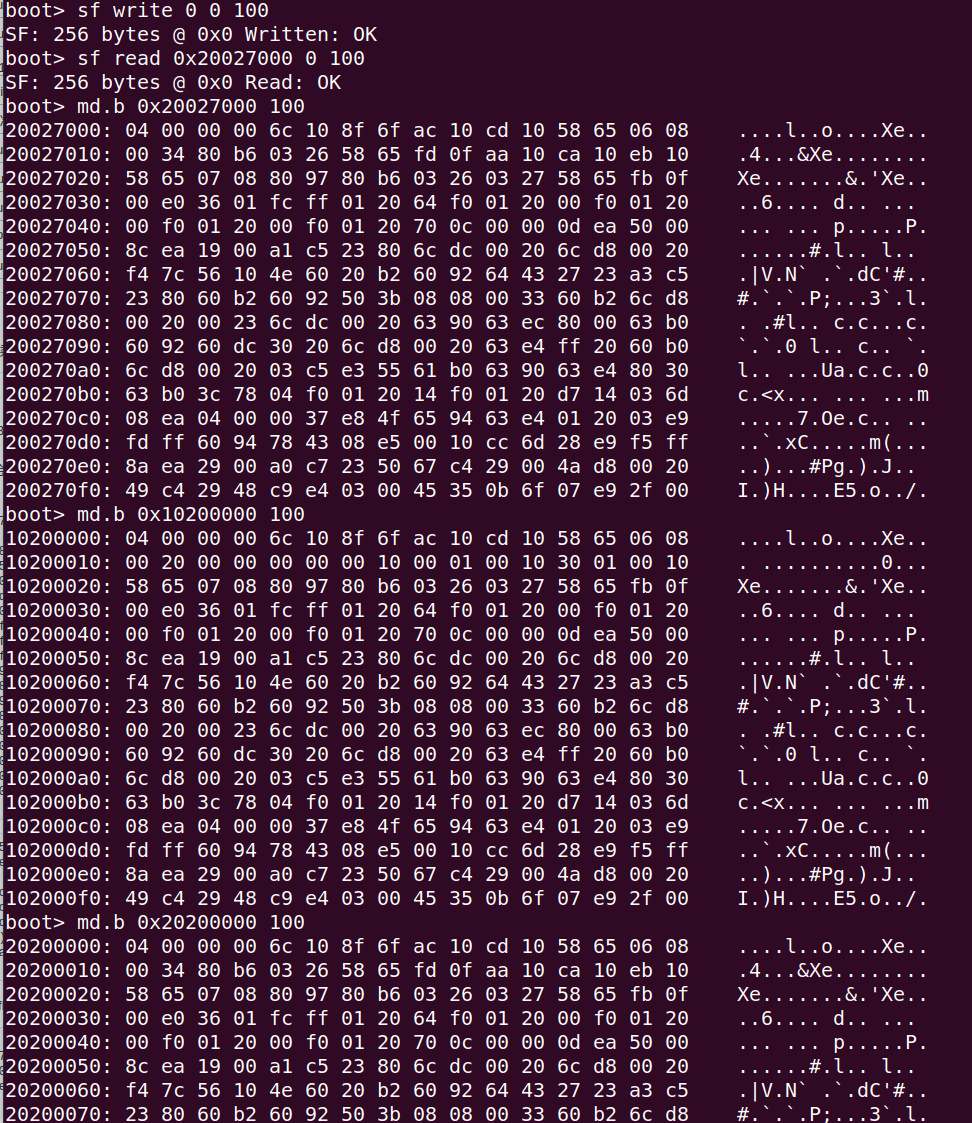 boot> sf write 0 0 100
SF: 256 bytes @ 0x0 Written: OK
boot> sf read 0x20027000 0 100
SF: 256 bytes @ 0x0 Read: OK
boot> md.b 0x20027000 100
20027000: 04 00 00 00 6c 10 8f 6f ac 10 cd 10 58 65 06 08    ....l..o....Xe..
20027010: 00 34 80 b6 03 26 58 65 fd 0f aa 10 ca 10 eb 10    .4...&Xe........
20027020: 58 65 07 08 80 97 80 b6 03 26 03 27 58 65 fb 0f    Xe.......&.'Xe..
20027030: 00 e0 36 01 fc ff 01 20 64 f0 01 20 00 f0 01 20    ..6.... d.. ... 
20027040: 00 f0 01 20 00 f0 01 20 70 0c 00 00 0d ea 50 00    ... ... p.....P.
20027050: 8c ea 19 00 a1 c5 23 80 6c dc 00 20 6c d8 00 20    ......#.l.. l.. 
20027060: f4 7c 56 10 4e 60 20 b2 60 92 64 43 27 23 a3 c5    .|V.N` .`.dC'#..
20027070: 23 80 60 b2 60 92 50 3b 08 08 00 33 60 b2 6c d8    #.`.`.P;...3`.l.
20027080: 00 20 00 23 6c dc 00 20 63 90 63 ec 80 00 63 b0    . .#l.. c.c...c.
20027090: 60 92 60 dc 30 20 6c d8 00 20 63 e4 ff 20 60 b0    `.`.0 l.. c.. `.
200270a0: 6c d8 00 20 03 c5 e3 55 61 b0 63 90 63 e4 80 30    l.. ...Ua.c.c..0
200270b0: 63 b0 3c 78 04 f0 01 20 14 f0 01 20 d7 14 03 6d    c.<x... ... ...m
200270c0: 08 ea 04 00 00 37 e8 4f 65 94 63 e4 01 20 03 e9    .....7.Oe.c.. ..
200270d0: fd ff 60 94 78 43 08 e5 00 10 cc 6d 28 e9 f5 ff    ..`.xC.....m(...
200270e0: 8a ea 29 00 a0 c7 23 50 67 c4 29 00 4a d8 00 20    ..)...#Pg.).J.. 
200270f0: 49 c4 29 48 c9 e4 03 00 45 35 0b 6f 07 e9 2f 00    I.)H....E5.o../.
boot> md.b 0x10200000 100
10200000: 04 00 00 00 6c 10 8f 6f ac 10 cd 10 58 65 06 08    ....l..o....Xe..
10200010: 00 20 00 00 00 00 00 10 00 01 00 10 30 01 00 10    . ..........0...
10200020: 58 65 07 08 80 97 80 b6 03 26 03 27 58 65 fb 0f    Xe.......&.'Xe..
10200030: 00 e0 36 01 fc ff 01 20 64 f0 01 20 00 f0 01 20    ..6.... d.. ... 
10200040: 00 f0 01 20 00 f0 01 20 70 0c 00 00 0d ea 50 00    ... ... p.....P.
10200050: 8c ea 19 00 a1 c5 23 80 6c dc 00 20 6c d8 00 20    ......#.l.. l.. 
10200060: f4 7c 56 10 4e 60 20 b2 60 92 64 43 27 23 a3 c5    .|V.N` .`.dC'#..
10200070: 23 80 60 b2 60 92 50 3b 08 08 00 33 60 b2 6c d8    #.`.`.P;...3`.l.
10200080: 00 20 00 23 6c dc 00 20 63 90 63 ec 80 00 63 b0    . .#l.. c.c...c.
10200090: 60 92 60 dc 30 20 6c d8 00 20 63 e4 ff 20 60 b0    `.`.0 l.. c.. `.
102000a0: 6c d8 00 20 03 c5 e3 55 61 b0 63 90 63 e4 80 30    l.. ...Ua.c.c..0
102000b0: 63 b0 3c 78 04 f0 01 20 14 f0 01 20 d7 14 03 6d    c.<x... ... ...m
102000c0: 08 ea 04 00 00 37 e8 4f 65 94 63 e4 01 20 03 e9    .....7.Oe.c.. ..
102000d0: fd ff 60 94 78 43 08 e5 00 10 cc 6d 28 e9 f5 ff    ..`.xC.....m(...
102000e0: 8a ea 29 00 a0 c7 23 50 67 c4 29 00 4a d8 00 20    ..)...#Pg.).J.. 
102000f0: 49 c4 29 48 c9 e4 03 00 45 35 0b 6f 07 e9 2f 00    I.)H....E5.o../.
boot> md.b 0x20200000 100
20200000: 04 00 00 00 6c 10 8f 6f ac 10 cd 10 58 65 06 08    ....l..o....Xe..
20200010: 00 34 80 b6 03 26 58 65 fd 0f aa 10 ca 10 eb 10    .4...&Xe........
20200020: 58 65 07 08 80 97 80 b6 03 26 03 27 58 65 fb 0f    Xe.......&.'Xe..
20200030: 00 e0 36 01 fc ff 01 20 64 f0 01 20 00 f0 01 20    ..6.... d.. ... 
20200040: 00 f0 01 20 00 f0 01 20 70 0c 00 00 0d ea 50 00    ... ... p.....P.
20200050: 8c ea 19 00 a1 c5 23 80 6c dc 00 20 6c d8 00 20    ......#.l.. l.. 
20200060: f4 7c 56 10 4e 60 20 b2 60 92 64 43 27 23 a3 c5    .|V.N` .`.dC'#..
20200070: 23 80 60 b2 60 92 50 3b 08 08 00 33 60 b2 6c d8    #.`.`.P;...3`.l.